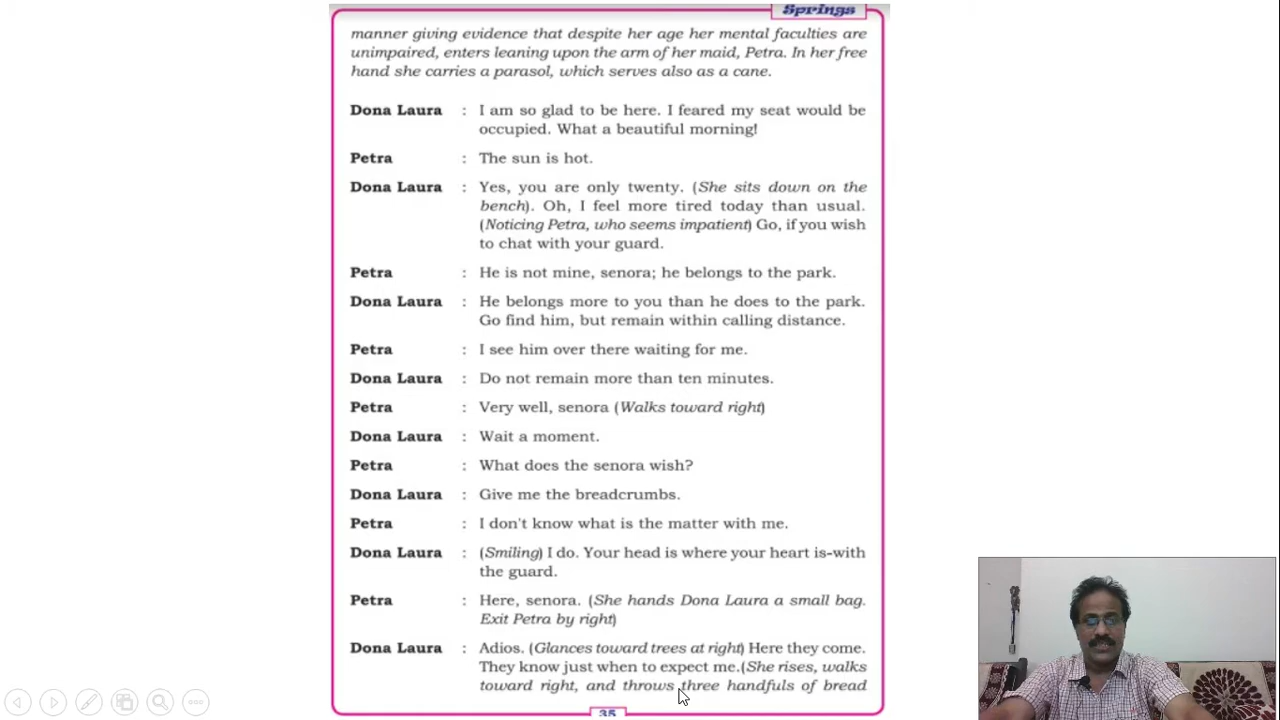 Springs
manner giving evidence that despite her age her mental faculties are
unimpaired, enters leaning upon the arm of her maid, Petra. In her free
hand she carries a parasol, which serves also as a cane.
Dona Laura : I am so glad to be here. I feared my seat would be
occupied. What a beautiful morning!
Petra : The sun is hot.
Dona Laura : Yes, you are only twenty. (She sits down on the
bench). Oh, I feel more tired today than usual.
(Noticing Petra, who seems impatient) Go, if you wish
to chat with your guard.
Petra : He is not mine, senora; he belongs to the park.
Dona Laura : He belongs more to you than he does to the park.
Go find him, but remain within calling distance.
Petra : I see him over there waiting for me.
Dona Laura : Do not remain more than ten minutes.
Petra : Very well, senora (Walks toward right)
Dona Laura : Wait a moment.
Petra : What does the senora wish?
Dona Laura : Give me the breadcrumbs.
Petra : I don't know what is the matter with me.
Dona Laura : (Smiling) I do. Your head is where your heart is-with
the guard.
Petra : Here, senora. (She hands Dona Laura a small bag.
Exit Petra by right)
Dona Laura : Adios. (Glances toward trees at right) Here they come.
They know just when to expect me.(She rises, walks
toward right, and throws three handfuls of bread
35